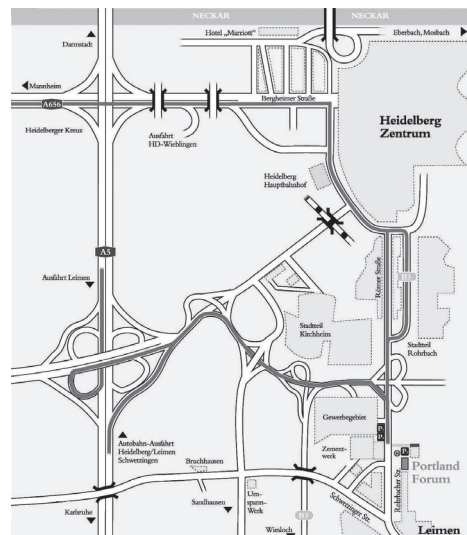 NECKAR
NECKAR
Darmstadt
Hotel „Marriott"
Eberbach, Mosbach
Mannheim
A656
Bergheimer Straße
Heidelberger Kreuz
Ausfahrt
HD-Wieblingen
Heidelberg
Zentrum
Heidelberg
Hauptbahnhof
A5
Ausfahrt Leimen
Römer Straße
B3
Stadtteil
Kirchheim
Stadtteil
Rohrbach
Gewerbegebiet
Autobahn-Ausfahrt
Heidelberg/Leimen
Schwetzingen
Bruchhausen
Zement-
werk
P
P
P
Portland
Forum
Rohrbacher Str.
Karlsruhe
Sandhausen
Um-
spann-
Werk
Schwetzinger Str.
B3
Wiesloch
Leimen